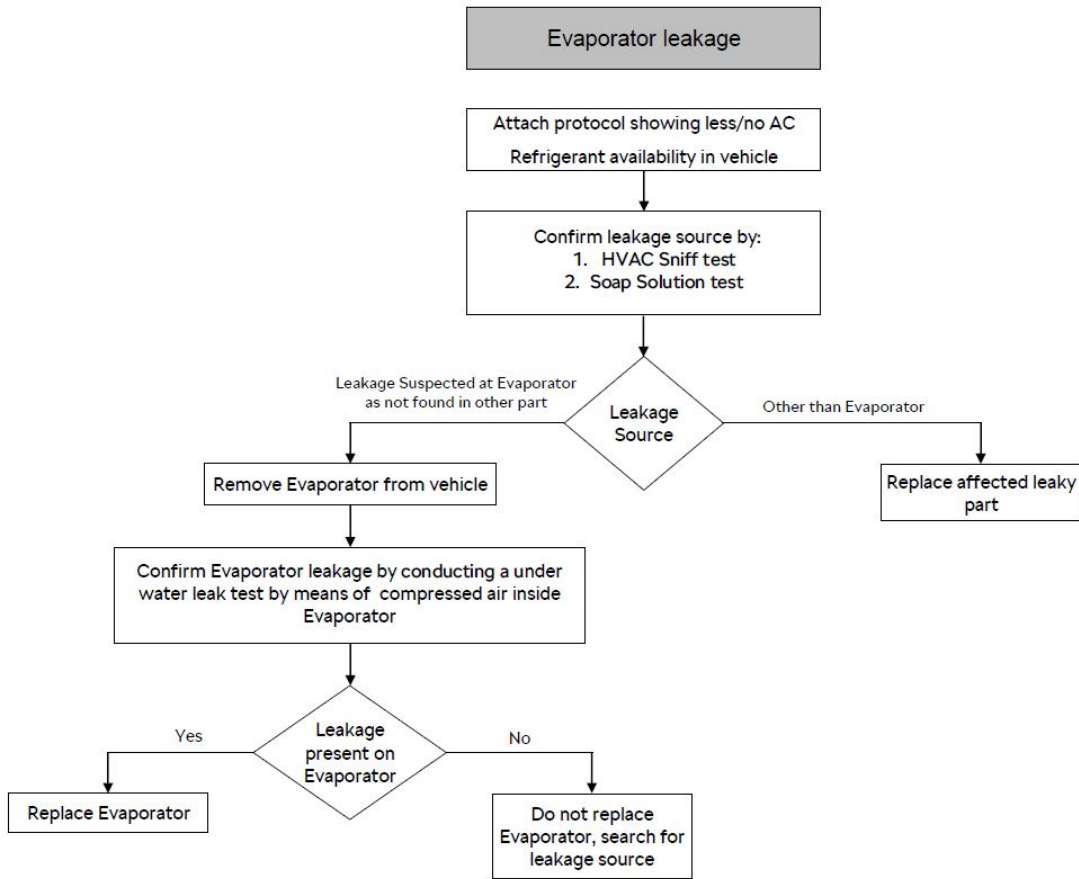 Evaporator leakage
Attach protocol showing less/no AC
Refrigerant availability in vehicle
Confirm leakage source by:
1. HVAC Sniff test
2. Soap Solution test
Leakage Suspected at Evaporator
as not found in other part
Leakage
Source
Other than Evaporator
Remove Evaporator from vehicle
Replace affected leaky
part
Confirm Evaporator leakage by conducting a under
water leak test by means of compressed air inside
Evaporator
Yes
Leakage
present on
Evaporator
No
Replace Evaporator
Do not replace
Evaporator, search for
leakage source